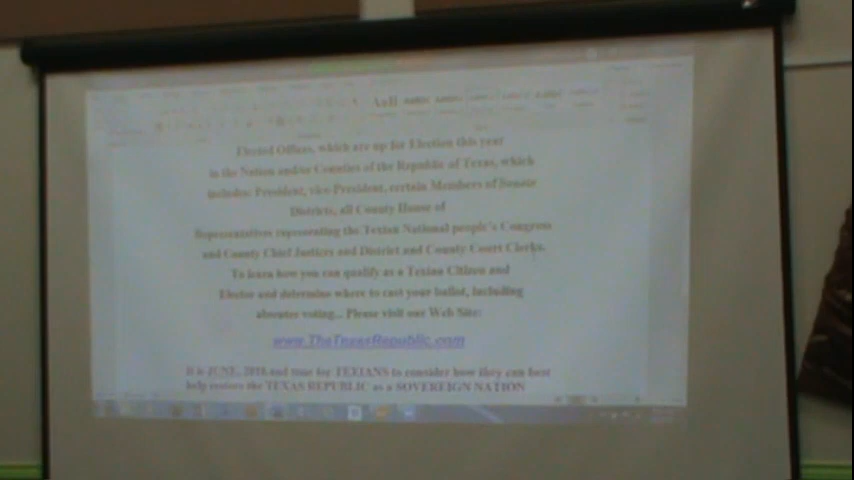 Elected Offices, which are up for Election this year
in the Nation and/or Counties of the Republic of Texas, which
includes: President, vice-President, certain Members of Senate
Districts, all County House of
Representatives representing the Texian National people's Congress
and County Chief Justices and District and County Court Clerks.
To learn how you can qualify as a Texian Citizen and
Elector and determine where to cast your ballot, including
absentee voting... Please visit our Web Site:
www.TheTexasRepublic.com
It is JUNE, 2018 and time for TEXIANS to consider how they can best
help restore the TEXAS REPUBLIC as a SOVEREIGN NATION